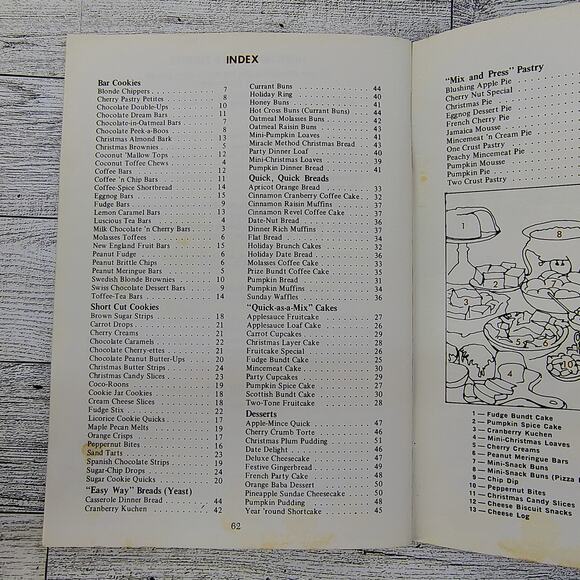 INDEX
Bar Cookies
Blonde Chippers . . . 7
Cherry Pastry Petites . . . 8
Chocolate Double-Ups . . . 10
Chocolate Dream Bars . . . 11
Chocolate-in-Oatmeal Bars . . . 7
Chocolate Peek-a-Boos . . . 8
Christmas Almond Bark . . . 13
Christmas Brownies . . . 5
Coconut 'Mallow Tops . . . 12
Coconut Toffee Chews . . . 4
Coffee Bars . . . 12
Coffee 'n Chip Bars . . . 11
Coffee-Spice Shortbread . . . 14
Eggnog Bars . . . 15
Fudge Bars . . . 9
Lemon Caramel Bars . . . 13
Luscious Tea Bars . . . 4
Milk Chocolate 'n Cherry Bars . . . 3
Molasses Toffees . . . 6
New England Fruit Bars . . . 15
Peanut Fudge . . . 6
Peanut Brittle Chips . . . 6
Peanut Meringue Bars . . . 5
Swedish Blonde Brownies . . . 10
Swiss Chocolate Dessert Bars . . . 9
Toffee-Tea Bars . . . 14
Short Cut Cookies
Brown Sugar Strips . . . 18
Carrot Drops . . . 21
Cherry Creams . . . 21
Chocolate Caramels . . . 22
Chocolate Cherry-ettes . . . 21
Chocolate Peanut Butter-Ups . . . 20
Christmas Butter Strips . . . 24
Christmas Candy Slices . . . 23
Coco-Roons . . . 19
Cookie Jar Cookies . . . 18
Cream Cheese Slices . . . 18
Fudge Stix . . . 22
Licorice Cookie Quicks . . . 17
Maple Pecan Melts . . . 19
Orange Crisps . . . 17
Peppernut Bites . . . 16
Sand Tarts . . . 23
Spanish Chocolate Strips . . . 19
Sugar-Chip Drops . . . 24
Sugar Cookie Quicks . . . 20
"Easy Way" Breads (Yeast)
Casserole Dinner Bread . . . 44
Cranberry Kuchen . . . 42
Currant Buns . . . 44
Holiday Ring . . . 40
Honey Buns . . . 41
Hot Cross Buns (Currant Buns) . . . 44
Oatmeal Molasses Buns . . . 42
Oatmeal Raisin Buns . . . 43
Mini-Pumpkin Loaves . . . 41
Miracle Method Christmas Bread . . . 43
Party Dinner Loaf . . . 40
Mini-Christmas Loaves . . . 39
Pumpkin Dinner Bread . . . 41
Quick, Quick Breads
Apricot Orange Bread . . . 33
Cinnamon Cranberry Coffee Cake . . . 32
Cinnamon Raisin Muffins . . . 37
Cinnamon Revel Coffee Cake . . . 37
Date-Nut Bread . . . 36
Dinner Rich Muffins . . . 37
Flat Bread . . . 34
Holiday Brunch Cakes . . . 32
Holiday Date Bread . . . 36
Molasses Coffee Cake . . . 33
Prize Bundt Coffee Cake . . . 35
Pumpkin Bread . . . 31
Pumpkin Muffins . . . 34
Sunday Waffles . . . 36
"Quick-as-a-Mix" Cakes
Applesauce Fruitcake . . . 27
Applesauce Loaf Cake . . . 26
Carrot Cupcakes . . . 29
Christmas Layer Cake . . . 28
Fruitcake Special . . . 26
Fudge Bundt Cake . . . 25
Mincemeat Cake . . . 30
Party Cupcakes . . . 29
Pumpkin Spice Cake . . . 27
Scottish Bundt Cake . . . 30
Two-Tone Fruitcake . . . 28
Desserts
Apple-Mince Quick . . . 47
Cherry Crumb Torte . . . 46
Christmas Plum Pudding . . . 51
Date Delight . . . 46
Deluxe Cheesecake . . . 47
Festive Gingerbread . . . 49
French Party Cake . . . 48
Orange Baba Dessert . . . 50
Pineapple Sundae Cheesecake . . . 50
Pumpkin Pudding . . . 48
Year 'round Shortcake . . . 45
62
"Mix and Press" Pastry
Blushing Apple Pie
Cherry Nut Special
Christmas Pie
Eggnog Dessert Pie
French Cherry Pie
Jamaica Mousse
Mincemeat 'n Cream Pie
One Crust Pastry
Peachy Mincemeat Pie
Pumpkin Mousse
Pumpkin Pie
Two Crust Pastry
1
8
2
3
5
6
4
10
1 – Fudge Bundt Cake
2 – Pumpkin Spice Cake
3 – Cranberry Kuchen
4 – Mini-Christmas Loaves
5 – Cherry Creams
6 – Peanut Meringue Bars
7 – Mini-Snack Buns
8 – Mini-Snack Buns (Pizza
9 – Chip Dip
10 – Peppernut Bites
11 – Christmas Candy Slices
12 – Cheese Biscuit Snacks
13 – Cheese Log